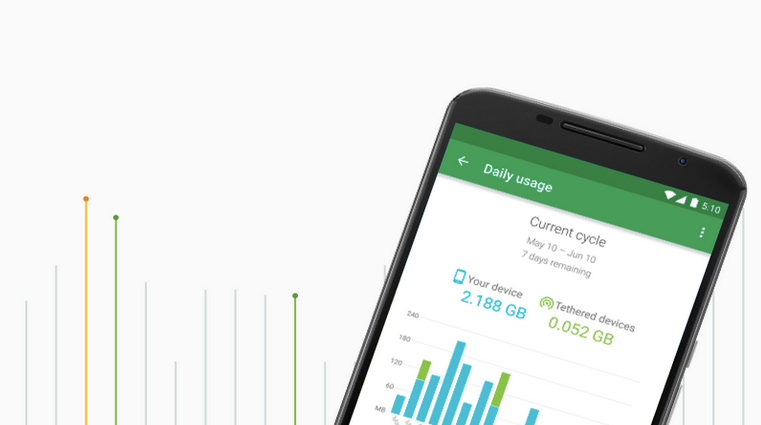 5:10
Daily usage
Current cycle
May 10 – Jun 10
7 days remaining
Your device
2.188 GB
Tethered devices
0.052 GB
240
180
120
60
MB